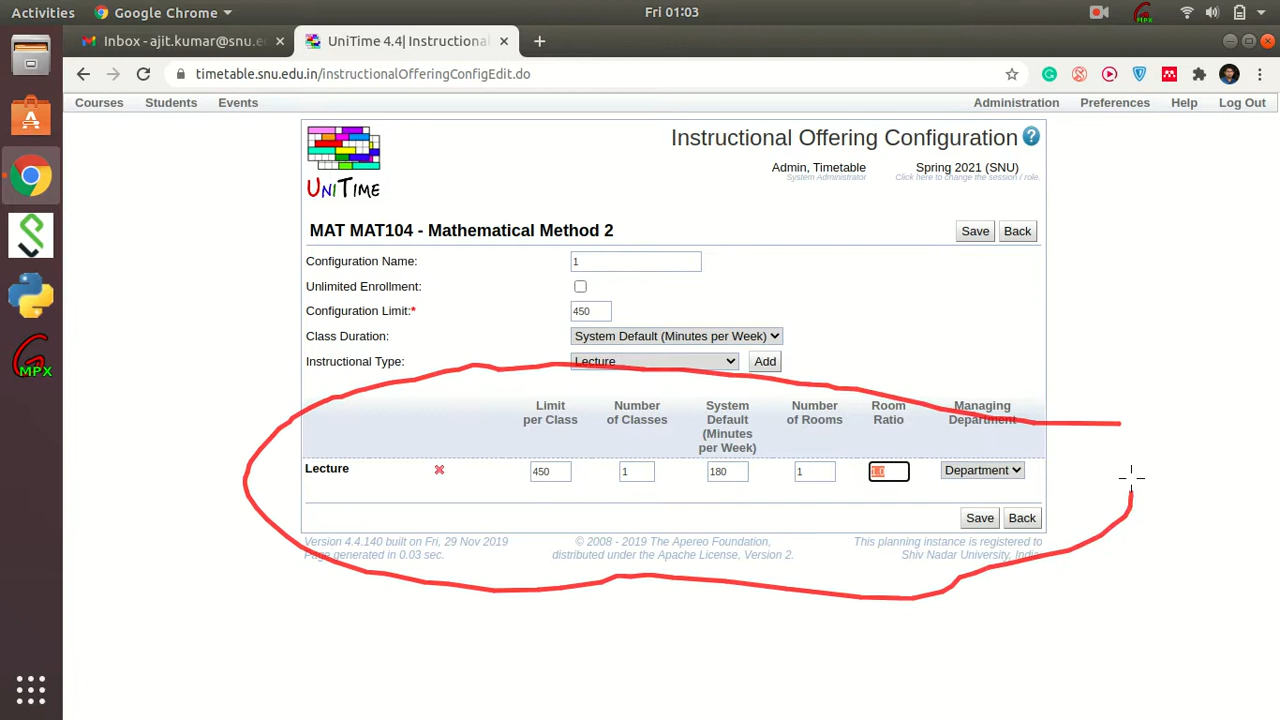 Activities Google Chrome Fri 01:03
Inbox - ajit.kumar@snu.e UniTime 4.4| Instructional
timetable.snu.edu.in/instructionalOfferingConfigEdit.do
Courses Students Events Administration Preferences Help Log Out
Instructional Offering Configuration
Admin, Timetable Spring 2021 (SNU)
System Administrator Click here to change the session / role.
UNITIME
MAT MAT104 - Mathematical Method 2 Save Back
Configuration Name: 1
Unlimited Enrollment:
Configuration Limit:* 450
Class Duration: System Default (Minutes per Week)
Instructional Type: Lecture Add
Limit per Class Number of Classes System Default (Minutes per Week) Number of Rooms Room Ratio Managing Department
Lecture 450 1 180 1 1.0 Department
Save Back
Version 4.4.140 built on Fri, 29 Nov 2019 © 2008 - 2019 The Apereo Foundation, This planning instance is registered to
Page generated in 0.03 sec. distributed under the Apache License, Version 2. Shiv Nadar University, India.
MPX
MPX